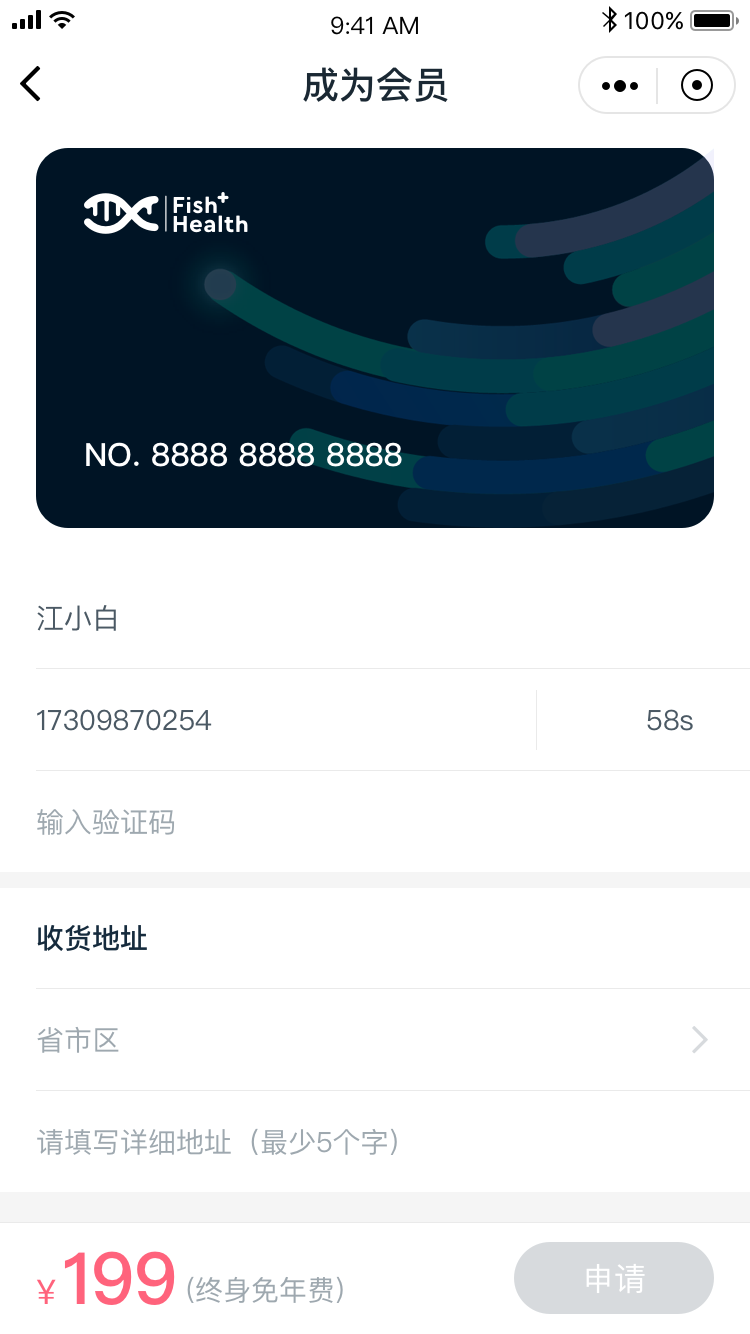 9:41 AM
100%
成为会员
Fish+
Health
NO. 8888 8888 8888
江小白
17309870254
58s
输入验证码
收货地址
省市区
请填写详细地址（最少5个字）
¥199(终身免年费)
申请